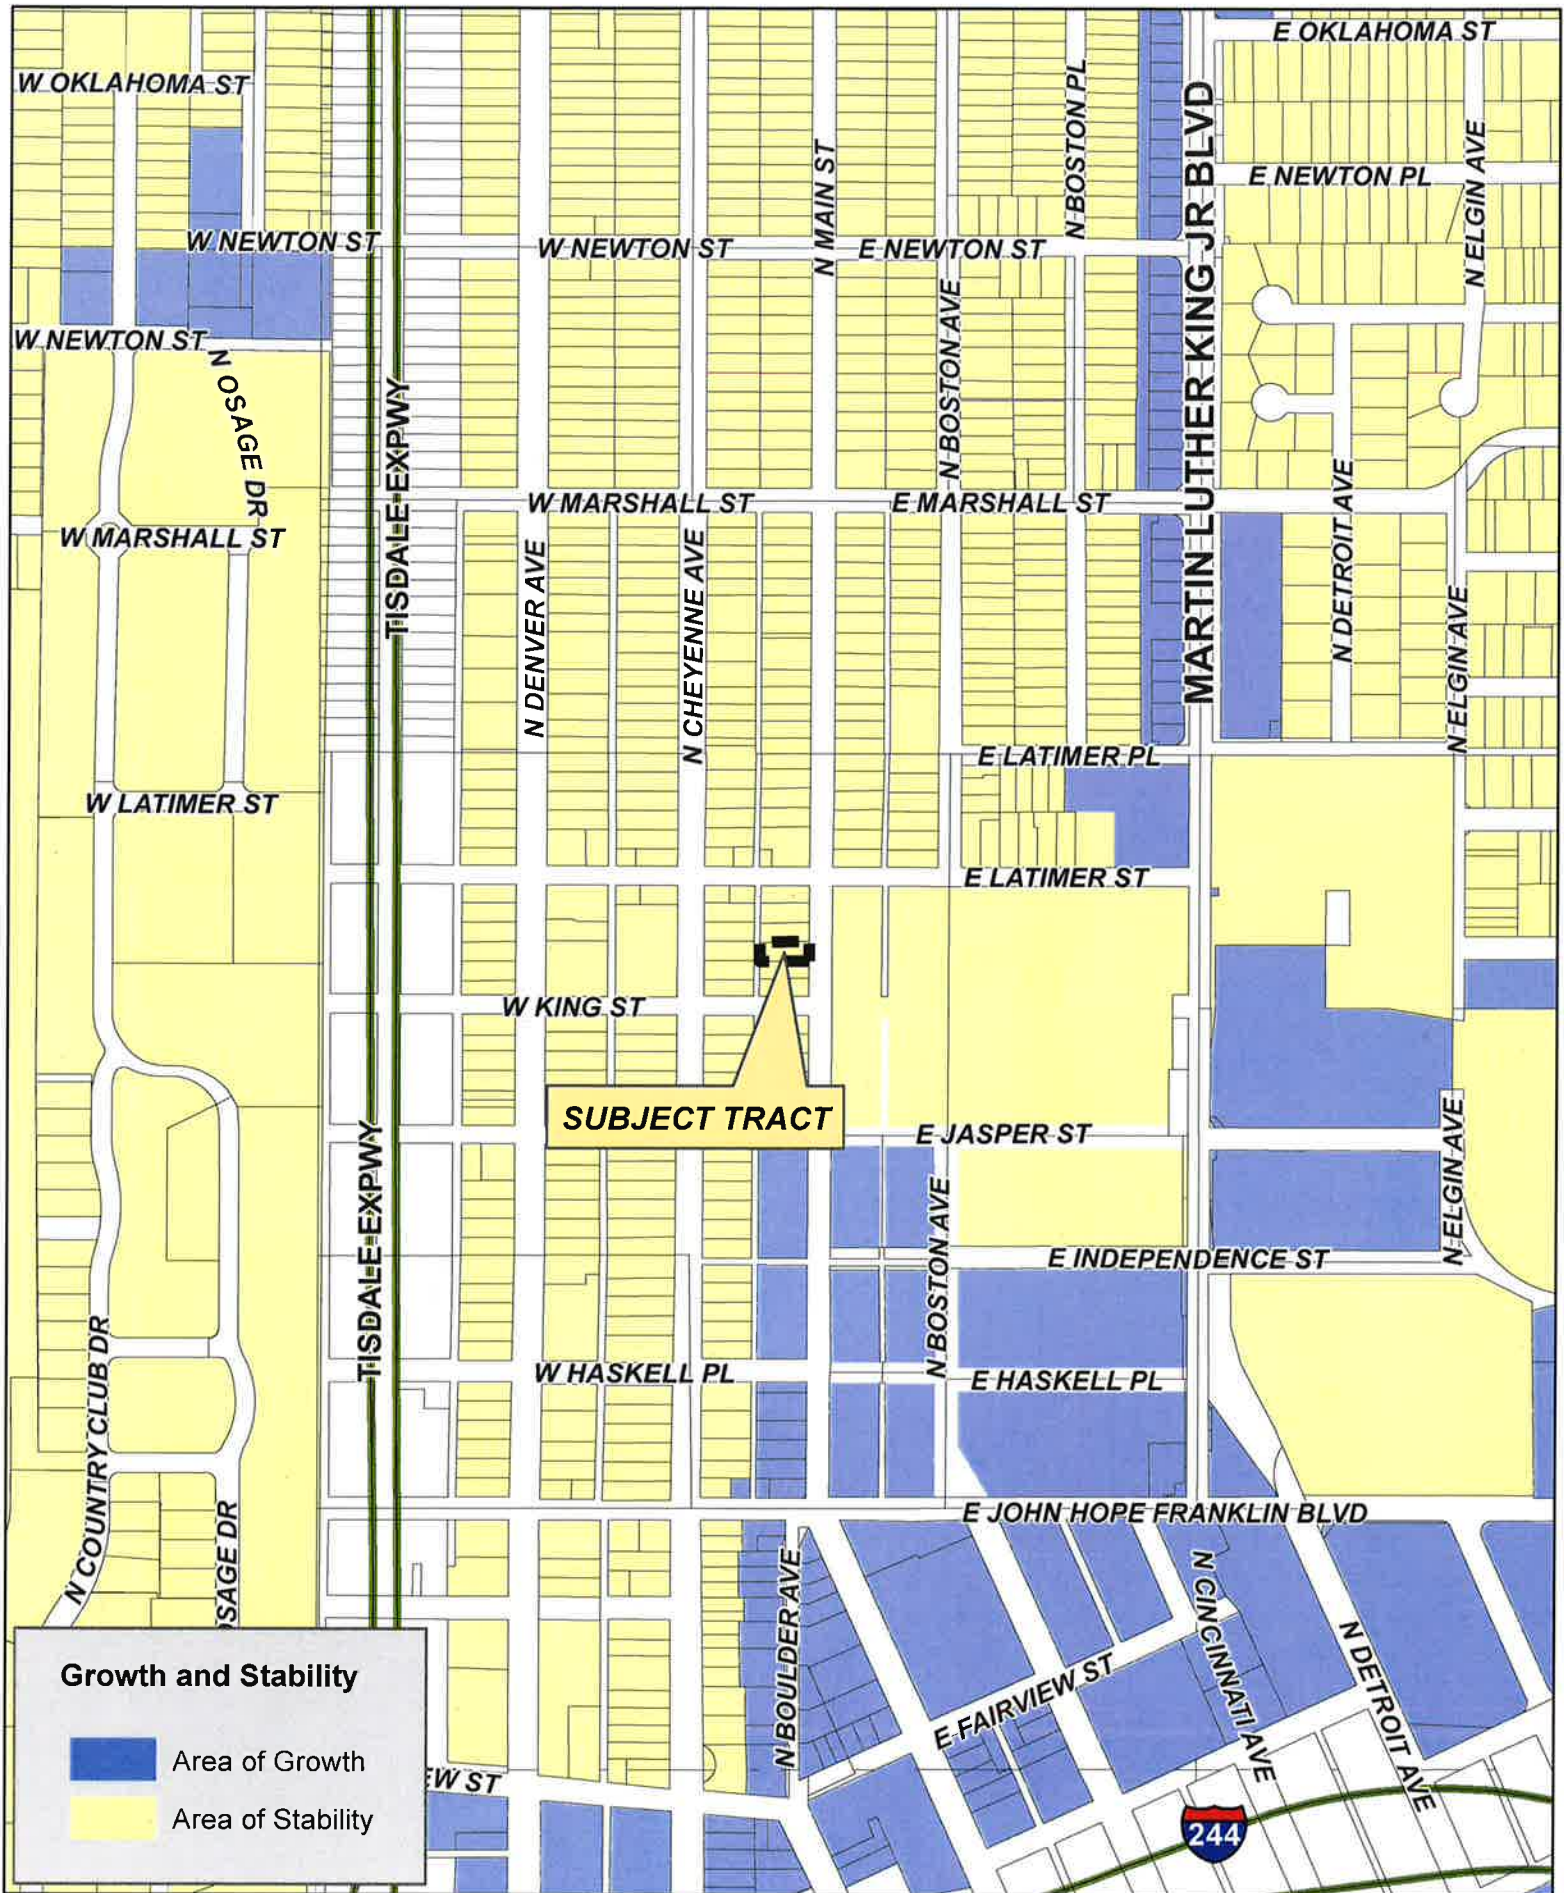 E OKLAHOMA ST
W OKLAHOMA ST
N BOSTON PL
MARTIN LUTHER KING JR BLVD
N ELGIN AVE
N MAIN ST
E NEWTON PL
W NEWTON ST
W NEWTON ST
E NEWTON ST
W NEWTON ST
N OSAGE DR
N BOSTON AVE
TISDALE EXPWY
W MARSHALL ST
E MARSHALL ST
W MARSHALL ST
N DENVER AVE
N CHEYENNE AVE
N DETROIT AVE
N ELGIN AVE
E LATIMER PL
W LATIMER ST
E LATIMER ST
W KING ST
SUBJECT TRACT
E JASPER ST
TISDALE EXPWY
N BOSTON AVE
N ELGIN AVE
E INDEPENDENCE ST
W HASKELL PL
E HASKELL PL
N COUNTRY CLUB DR
OSAGE DR
E JOHN HOPE FRANKLIN BLVD
N BOULDER AVE
N CINCINNATI AVE
N DETROIT AVE
E FAIRVIEW ST
EW ST
244
Growth and Stability
Area of Growth
Area of Stability